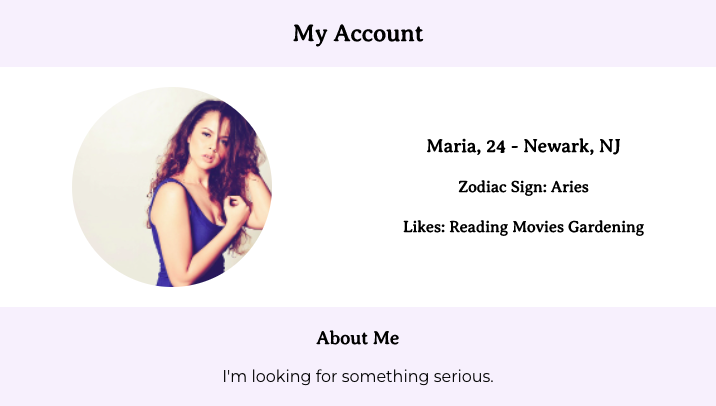 My Account
Maria, 24 - Newark, NJ
Zodiac Sign: Aries
Likes: Reading Movies Gardening
About Me
I'm looking for something serious.